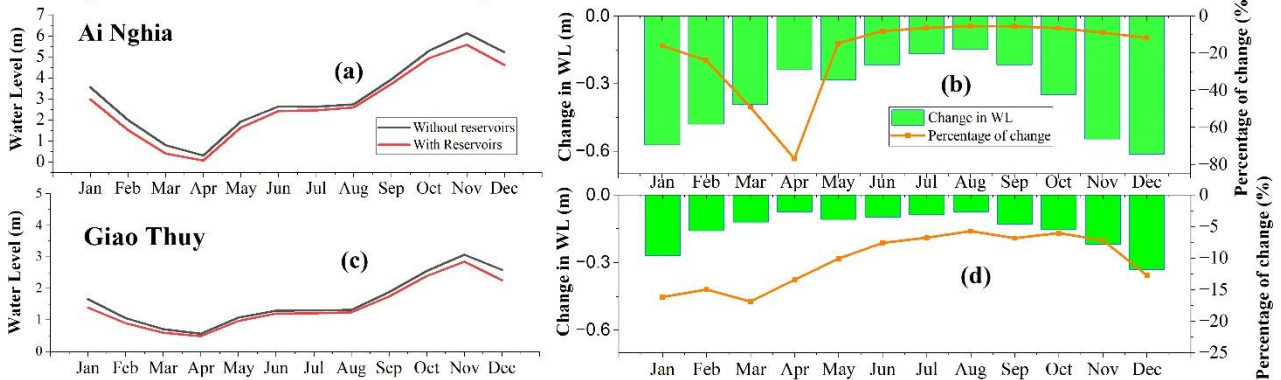 Ai Nghia
(a)
Water Level (m)
7
6
5
4
3
2
1
0
Without reservoirs
With Reservoirs
Jan Feb Mar Apr May Jun Jul Aug Sep Oct Nov Dec
(b)
Change in WL (m)
0.0
−0.3
−0.6
Change in WL
Percentage of change
Percentage of change (%)
0
−20
−40
−60
−80
Jan Feb Mar Apr May Jun Jul Aug Sep Oct Nov Dec
Giao Thuy
(c)
Water Level (m)
5
4
3
2
1
0
Jan Feb Mar Apr May Jun Jul Aug Sep Oct Nov Dec
(d)
Change in WL (m)
0.0
−0.3
−0.6
Percentage of change (%)
0
−5
−10
−15
−20
−25
Jan Feb Mar Apr May Jun Jul Aug Sep Oct Nov Dec